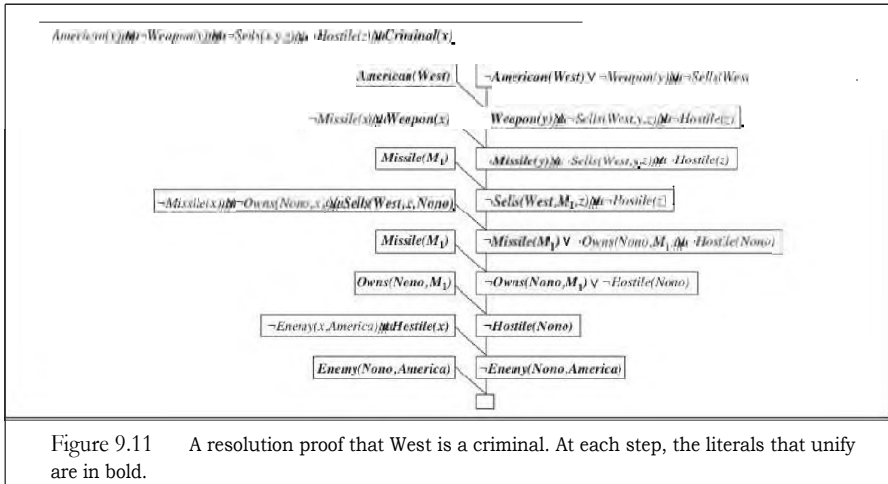 American(x) ¬Weapon(y) ¬Sells(x,y,z) Hostile(z) Criminal(x)
American(West) ¬American(West) ∨ ¬Weapon(y) ¬Sells(West
¬Missile(x) Weapon(x) Weapon(y) ¬Sells(West,y,z) ¬Hostile(z)
Missile(M1) Missile(y) Sells(West,y,z) Hostile(z)
¬Missile(x) ¬Owns(Nono,x) Sells(West,x,Nono) ¬Sells(West,M1,z) ¬Hostile(z)
Missile(M1) ¬Missile(M1) ∨ Owns(Nono,M1 Hostile(Nono)
Owns(Nono,M1) ¬Owns(Nono,M1) ∨ ¬Hostile(Nono)
¬Enemy(x,America) Hostile(x) ¬Hostile(Nono)
Enemy(Nono,America) ¬Enemy(Nono,America)
Figure 9.11 A resolution proof that West is a criminal. At each step, the literals that unify
are in bold.